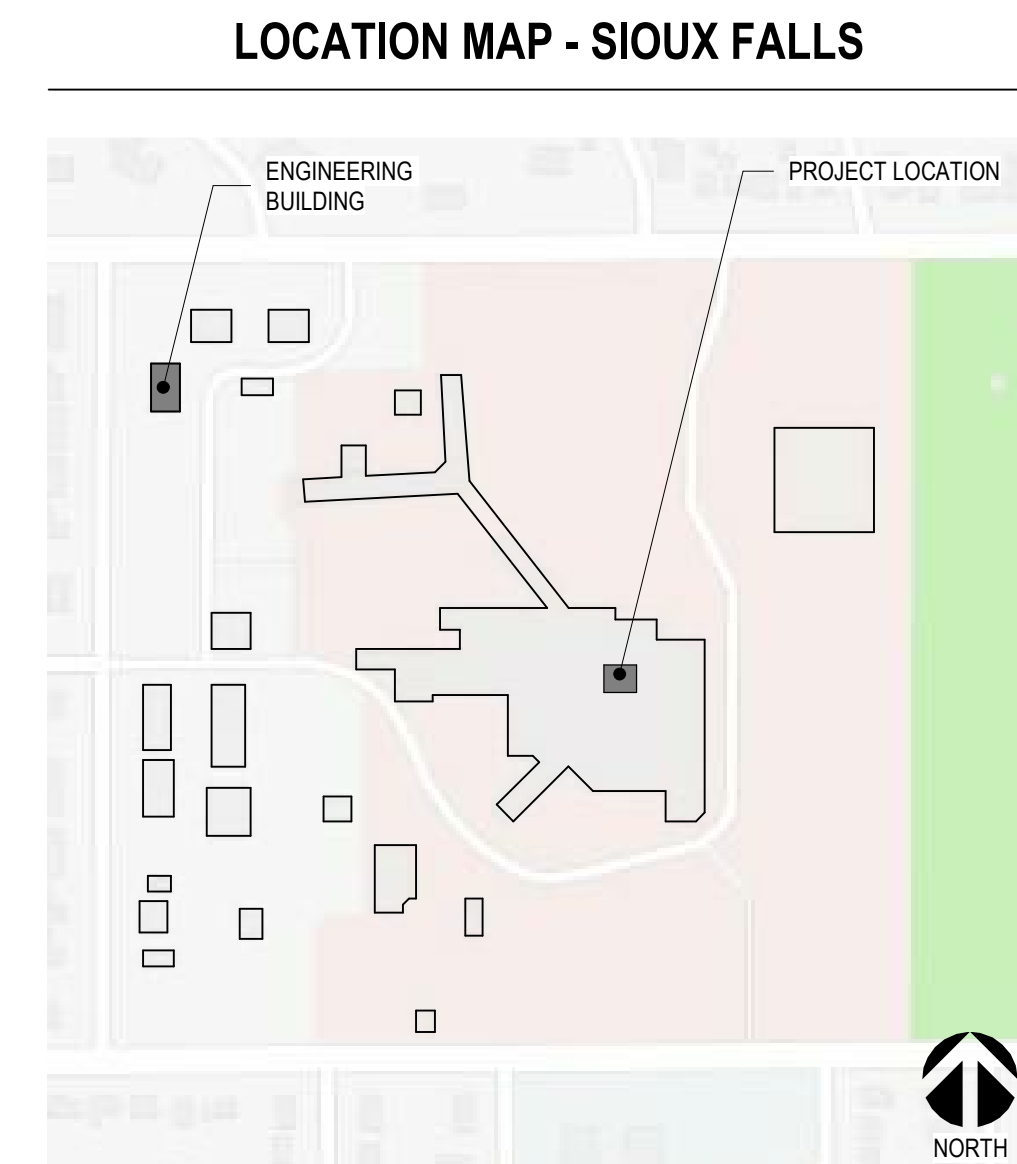 LOCATION MAP - SIOUX FALLS
ENGINEERING
BUILDING
PROJECT LOCATION
NORTH